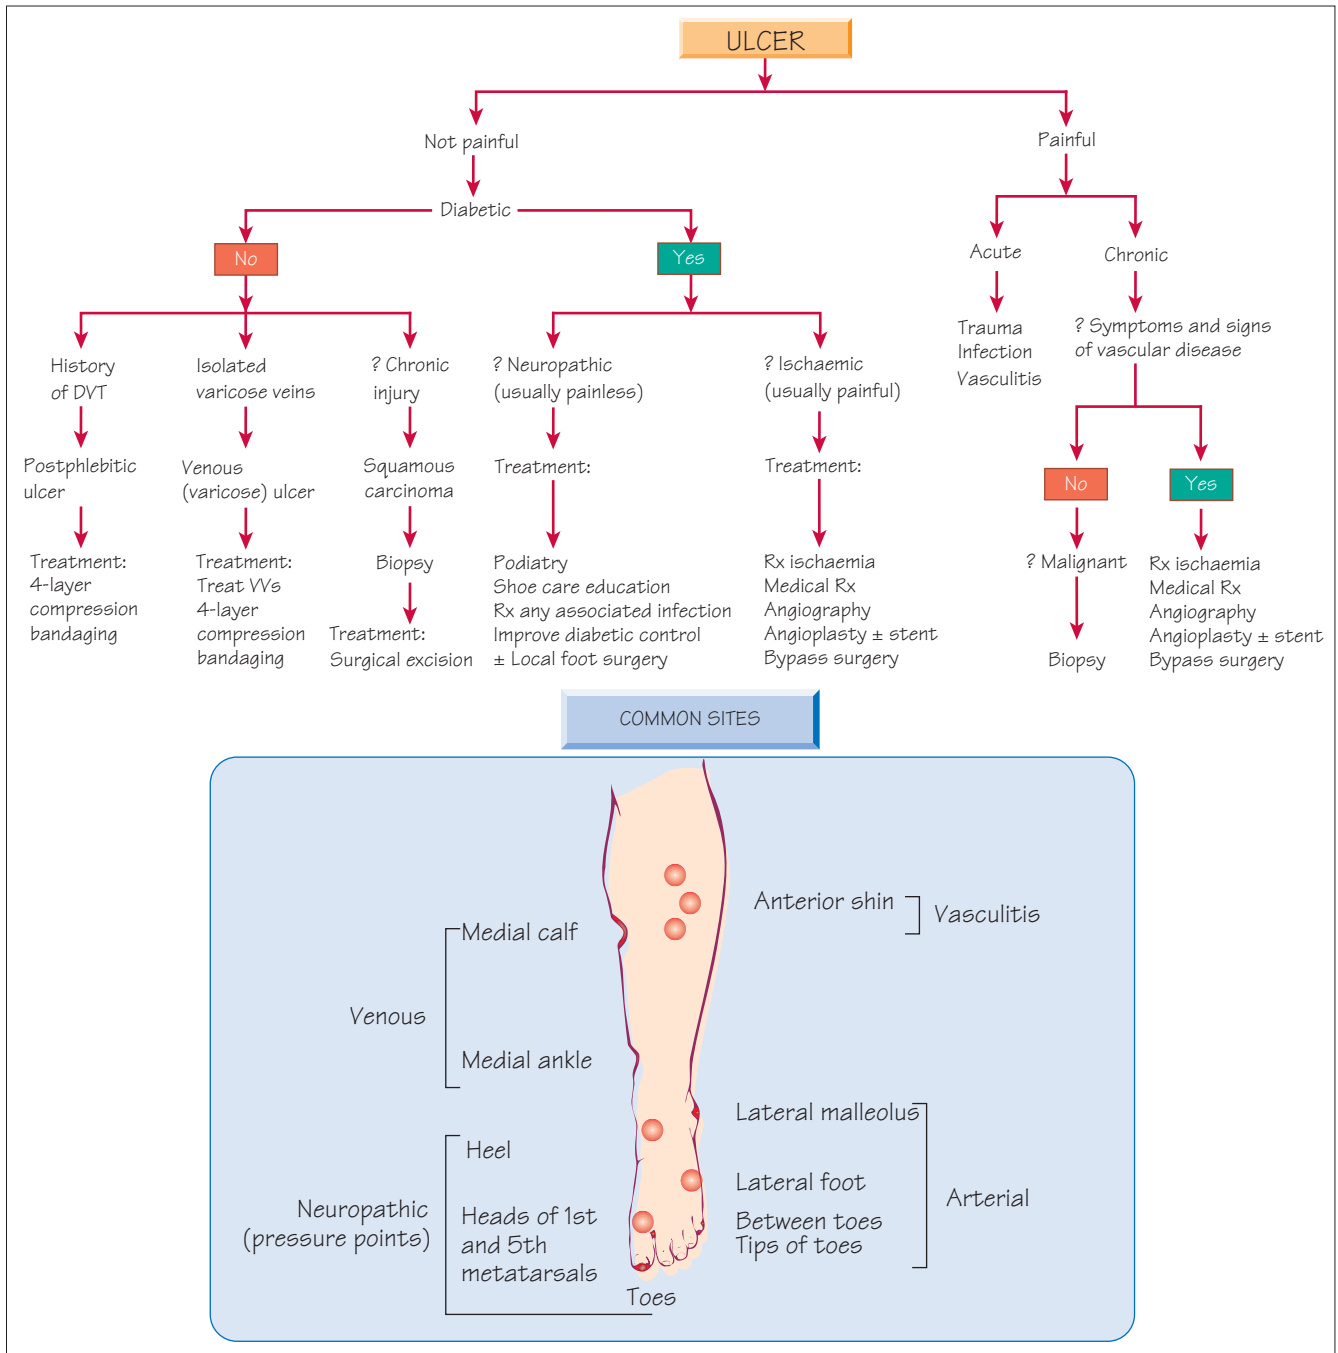 ULCER
Not painful
Painful
Diabetic
No
Yes
Acute
Chronic
History
of DVT
Isolated
varicose veins
? Chronic
injury
? Neuropathic
(usually painless)
? Ischaemic
(usually painful)
Trauma
Infection
Vasculitis
? Symptoms and signs
of vascular disease
Postphlebitic
ulcer
Venous
(varicose) ulcer
Squamous
carcinoma
Treatment:
Treatment:
No
Yes
Treatment:
4-layer
compression
bandaging
Treatment:
Treat VVs
4-layer
compression
bandaging
Biopsy
Treatment:
Surgical excision
Podiatry
Shoe care education
Rx any associated infection
Improve diabetic control
± Local foot surgery
Rx ischaemia
Medical Rx
Angiography
Angioplasty ± stent
Bypass surgery
? Malignant
Biopsy
Rx ischaemia
Medical Rx
Angiography
Angioplasty ± stent
Bypass surgery
COMMON SITES
Anterior shin
Vasculitis
Medial calf
Venous
Medial ankle
Lateral malleolus
Heel
Lateral foot
Arterial
Neuropathic
(pressure points)
Heads of 1st
and 5th
metatarsals
Between toes
Tips of toes
Toes